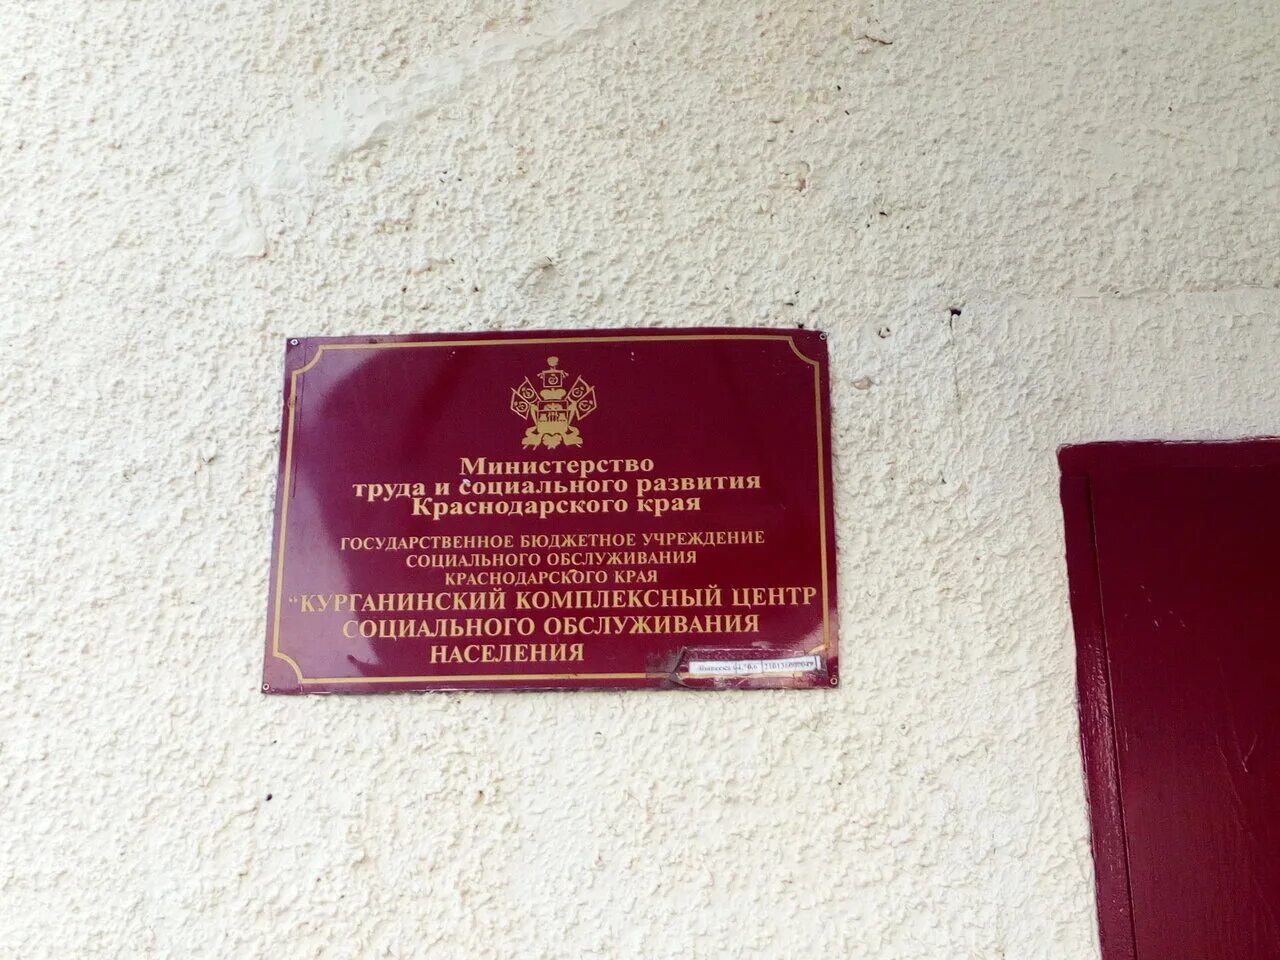 Министерство
труда и социального развития
Краснодарского края
ГОСУДАРСТВЕННОЕ БЮДЖЕТНОЕ УЧРЕЖДЕНИЕ
СОЦИАЛЬНОГО ОБСЛУЖИВАНИЯ
КРАСНОДАРСКОГО КРАЯ
"КУРГАНИНСКИЙ КОМПЛЕКСНЫЙ ЦЕНТР
СОЦИАЛЬНОГО ОБСЛУЖИВАНИЯ
НАСЕЛЕНИЯ
Вывеска